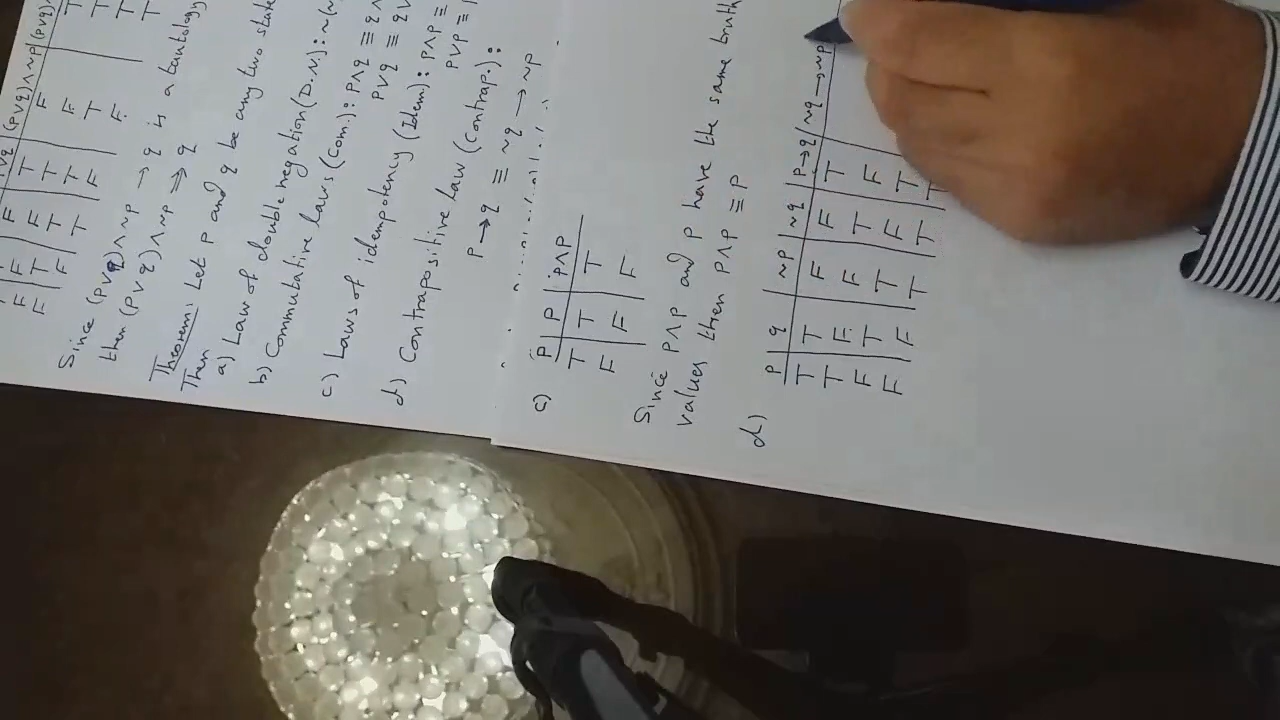 ∨q | (P∨q)∧~P | (P∨q)∧
F F T F T
F T F T F T
F F T F
Since (P∨q)∧~P → q is a tautology
then (P∨q)∧~P ⇒ q
Theorem: Let P and q be any two state
Then
a) Law of double negation (D.N): ~(~
b) Commutative Laws (Com): P∧q ≡ q∧
P∨q ≡ q∨
c) Laws of idempotency (Idem): P∧P ≡
P∨P ≡
d) Contrapositive Law (Contrap.):
P → q ≡ ~q → ~P
c) P | P | P∧P
T | T | T
F | F | F
Since P∧P and P have the same truth
values then P∧P ≡ P
d) P | q | ~P | ~q | P→q | ~q → ~P
T | T | F | F | T
T | F | F | T | F
F | T | T | F | T
F | F | T | T | T